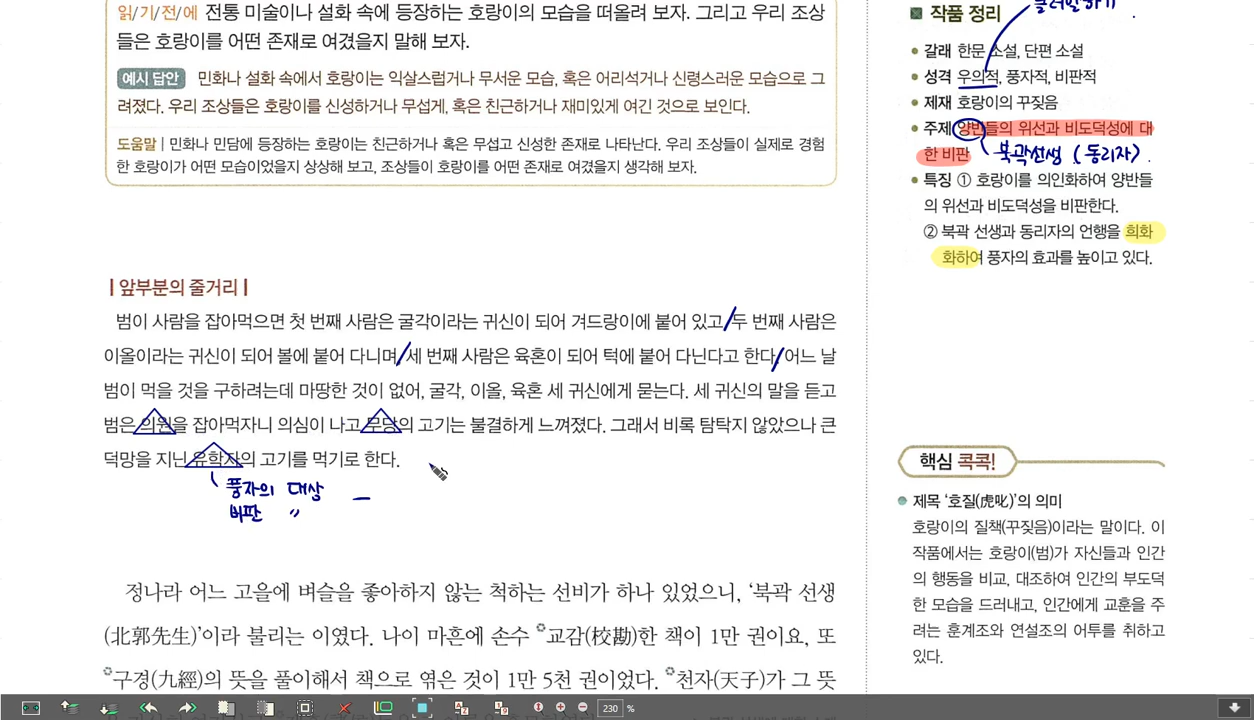 읽/기/전/에 전통 미술이나 설화 속에 등장하는 호랑이의 모습을 떠올려 보자. 그리고 우리 조상
들은 호랑이를 어떤 존재로 여겼을지 말해 보자.
예시 답안 민화나 설화 속에서 호랑이는 익살스럽거나 무서운 모습, 혹은 어리석거나 신령스러운 모습으로 그
려졌다. 우리 조상들은 호랑이를 신성하거나 무섭게, 혹은 친근하거나 재미있게 여긴 것으로 보인다.
도움말 | 민화나 민담에 등장하는 호랑이는 친근하거나 혹은 무섭고 신성한 존재로 나타난다. 우리 조상들이 실제로 경험
한 호랑이가 어떤 모습이었을지 상상해 보고, 조상들이 호랑이를 어떤 존재로 여겼을지 생각해 보자.
| 앞부분의 줄거리 |
범이 사람을 잡아먹으면 첫 번째 사람은 굴각이라는 귀신이 되어 겨드랑이에 붙어 있고, 두 번째 사람은
이올이라는 귀신이 되어 볼에 붙어 다니며, 세 번째 사람은 육혼이 되어 턱에 붙어 다닌다고 한다. 어느 날
범이 먹을 것을 구하려는데 마땅한 것이 없어, 굴각, 이올, 육혼 세 귀신에게 묻는다. 세 귀신의 말을 듣고
범은 의원을 잡아먹자니 의심이 나고 무당의 고기는 불결하게 느껴졌다. 그래서 비록 탐탁지 않았으나 큰
덕망을 지닌 유학자의 고기를 먹기로 한다.
풍자의 대상
비판 〃
정나라 어느 고을에 벼슬을 좋아하지 않는 척하는 선비가 하나 있었으니, ‘북곽 선생
(北郭先生)’이라 불리는 이였다. 나이 마흔에 손수 교감(校勘)한 책이 1만 권이요, 또
구경(九經)의 뜻을 풀이해서 책으로 엮은 것이 1만 5천 권이었다. 천자(天子)가 그 뜻
작품 정리
갈래 한문 소설, 단편 소설
성격 우의적, 풍자적, 비판적
제재 호랑이의 꾸짖음
주제 양반들의 위선과 비도덕성에 대
한 비판
북곽선생 (동리자)
특징 ① 호랑이를 의인화하여 양반들
의 위선과 비도덕성을 비판한다.
② 북곽 선생과 동리자의 언행을 희화
화하여 풍자의 효과를 높이고 있다.
핵심 콕콕!
제목 ‘호질(虎叱)’의 의미
호랑이의 질책(꾸짖음)이라는 말이다. 이
작품에서는 호랑이(범)가 자신들과 인간
의 행동을 비교, 대조하여 인간의 부도덕
한 모습을 드러내고, 인간에게 교훈을 주
려는 훈계조와 연설조의 어투를 취하고
있다.
230 %